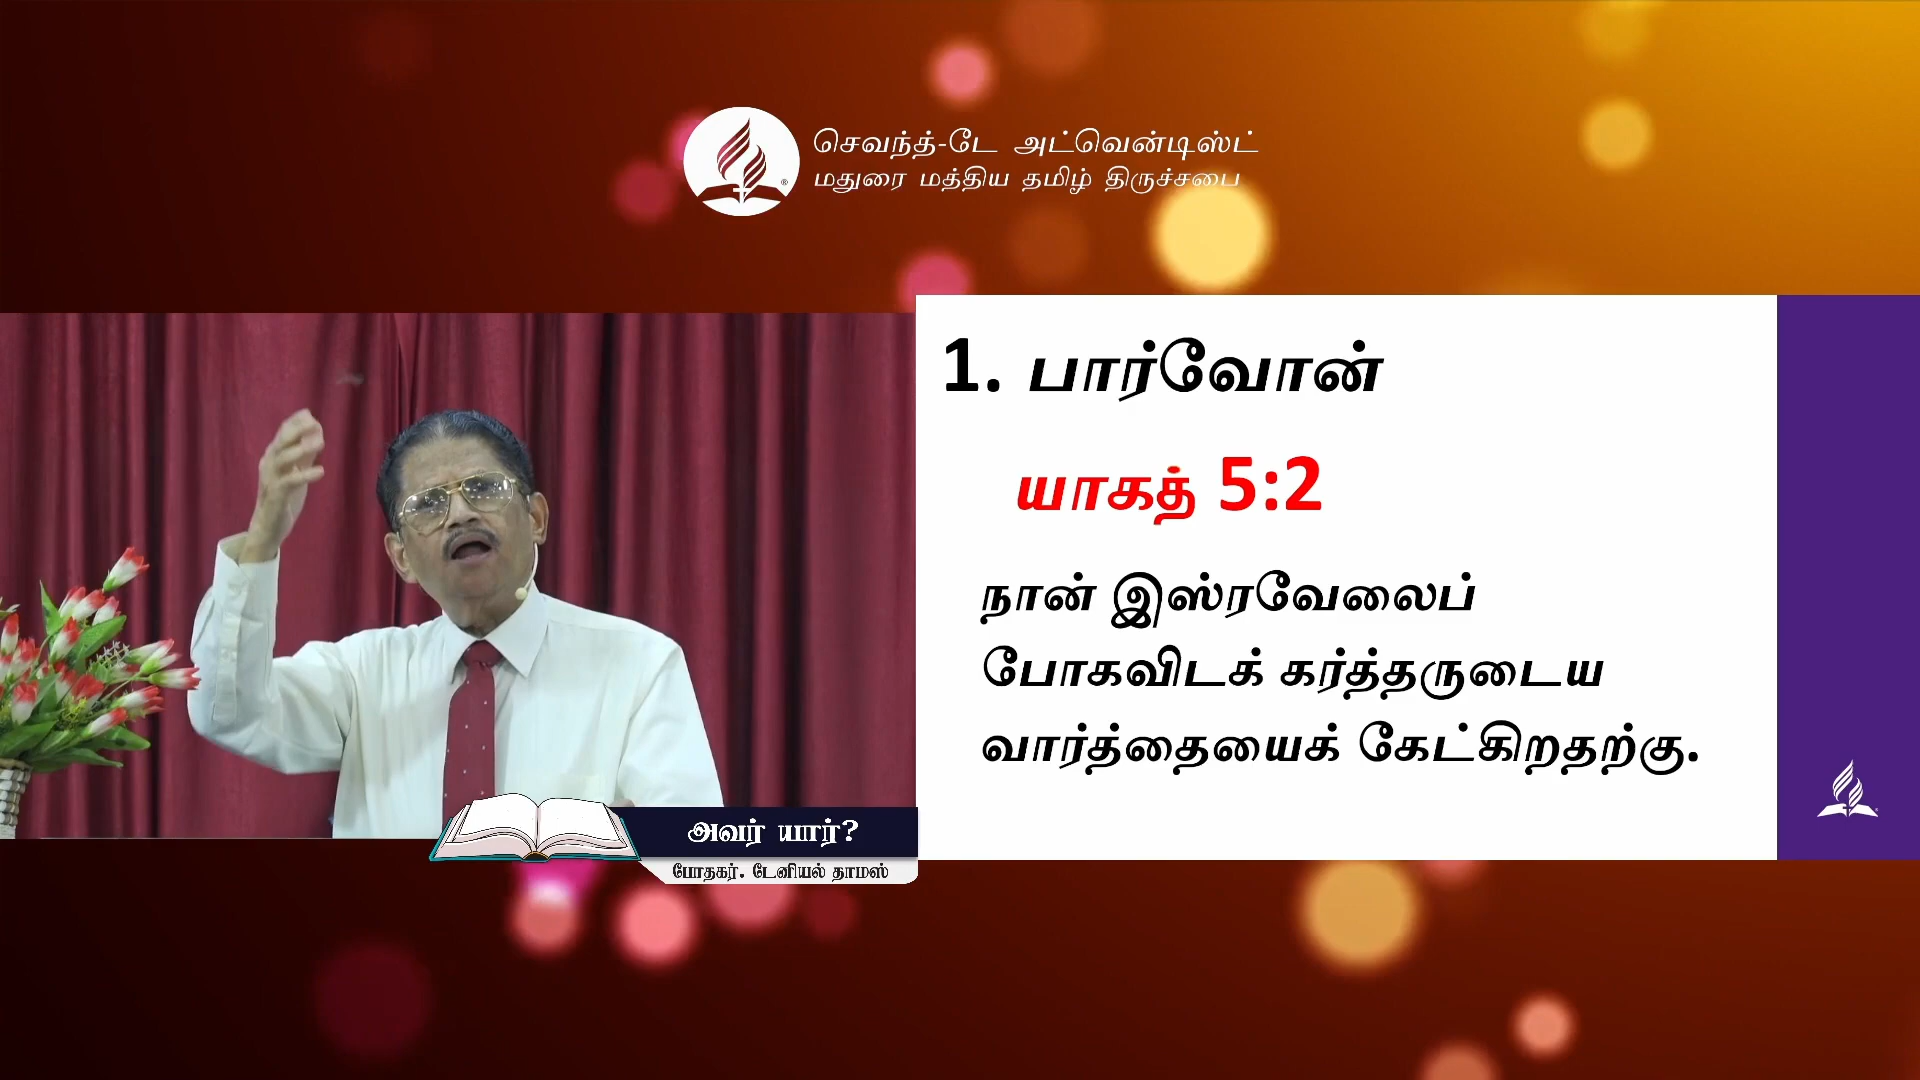 செவந்த்-டே அட்வென்டிஸ்ட்
மதுரை மத்திய தமிழ் திருச்சபை
1. பார்வோன்
யாகத் 5:2
நான் இஸ்ரவேலைப்
போகவிடக் கர்த்தருடைய
வார்த்தையைக் கேட்கிறதற்கு.
அவர் யார்?
போதகர். டேனியல் தாமஸ்